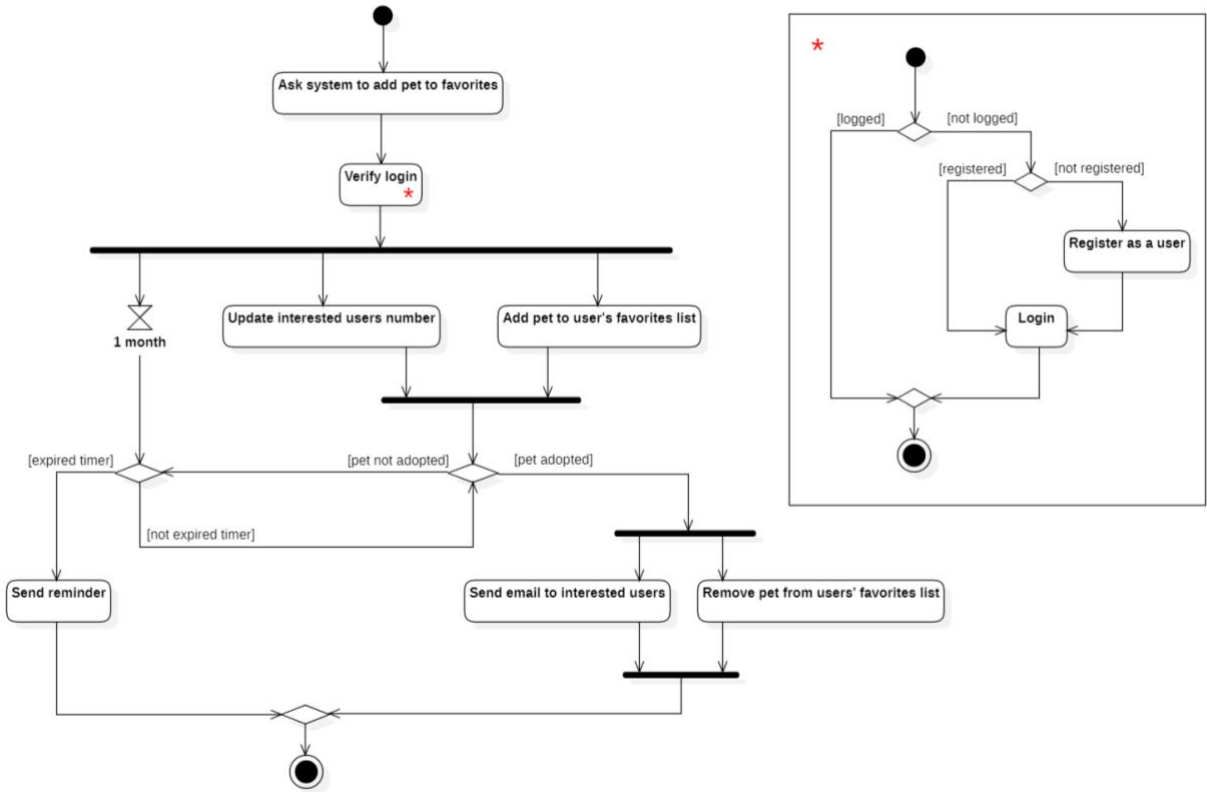 Ask system to add pet to favorites
Verify login
*
1 month
Update interested users number
Add pet to user's favorites list
[expired timer]
[pet not adopted]
[pet adopted]
[not expired timer]
Send reminder
Send email to interested users
Remove pet from users' favorites list
*
[logged]
[not logged]
[registered]
[not registered]
Register as a user
Login